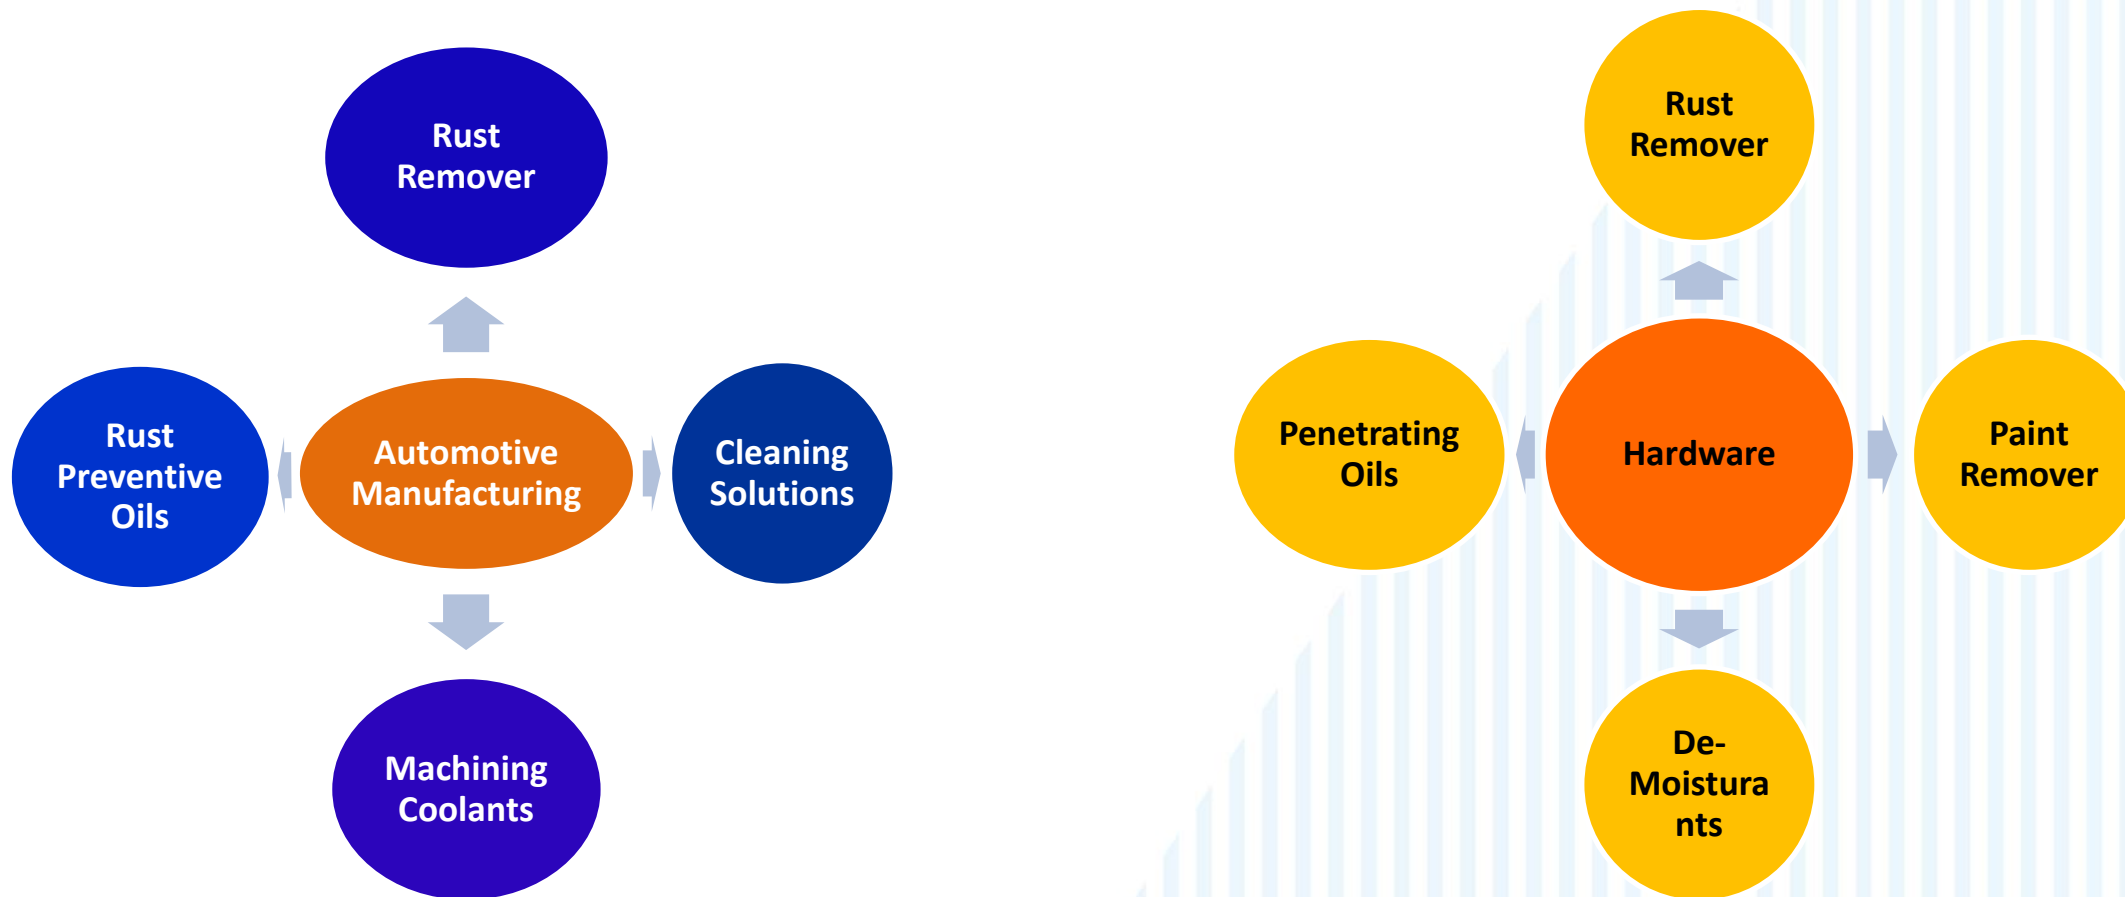 Rust
Remover
Rust
Preventive
Oils
Automotive
Manufacturing
Cleaning
Solutions
Machining
Coolants
Rust
Remover
Penetrating
Oils
Hardware
Paint
Remover
De-
Moistura
nts